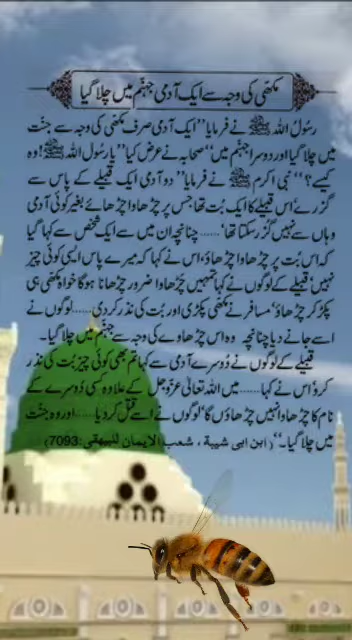 مکھی کی وجہ سے ایک آدمی جہنم میں چلا گیا
رسول اللہ ﷺ نے فرمایا ''ایک آدمی صرف مکھی کی وجہ سے جنت
میں چلا گیا اور دوسرا جہنم میں'' صحابہ نے عرض کیا ''یا رسول اللہ ﷺ! وہ
کیسے؟'' نبی اکرم ﷺ نے فرمایا ''دو آدمی ایک قبیلے کے پاس سے
گزرے' اس قبیلے کا ایک بت تھا' جس پر چڑھاوا چڑھائے بغیر کوئی آدمی
وہاں سے نہیں گزر سکتا تھا'...... چنانچہ ان میں سے ایک شخص سے کہا گیا
کہ اس بت پر چڑھاوا چڑھاؤ' اس نے کہا کہ میرے پاس ایسی کوئی چیز
نہیں' قبیلے کے لوگوں نے کہا تمہیں چڑھاوا ضرور چڑھانا ہوگا خواہ مکھی ہی
پکڑ کر چڑھاؤ' مسافر نے مکھی پکڑی اور بت کی نذر کر دی...... لوگوں نے
اسے جانے دیا چنانچہ وہ اس چڑھاوے کی وجہ سے جہنم میں چلا گیا۔
قبیلے کے لوگوں نے دوسرے آدمی سے کہا تم بھی کوئی چیز بت کی نذر
کرو' اس نے کہا...... میں اللہ تعالیٰ عزوجل کے علاوہ کسی دوسرے کے
نام کا چڑھاوا نہیں چڑھاؤں گا' لوگوں نے اسے قتل کر دیا..... اور وہ جنت
میں چلا گیا۔'' (ابن ابی شیبة ، شعب الایمان للبیهقی:7093)